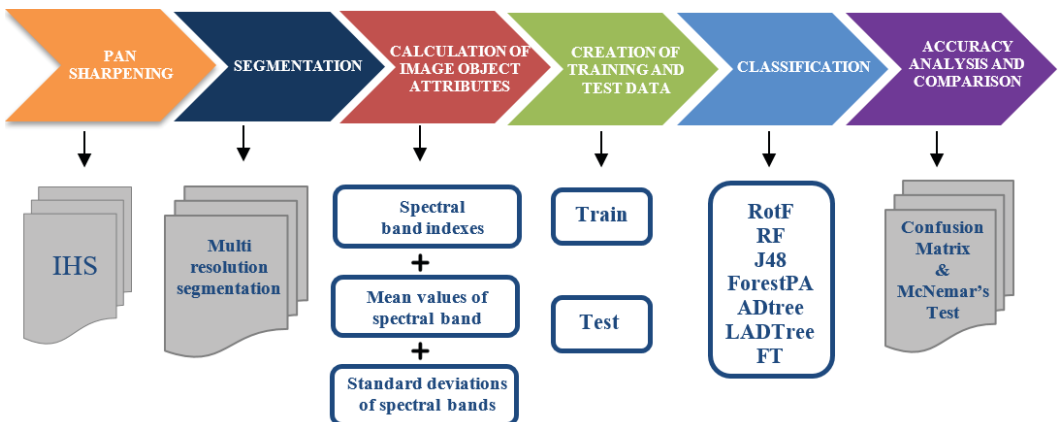 PAN
SHARPENING
SEGMENTATION
CALCULATION OF
IMAGE OBJECT
ATTRIBUTES
CREATION OF
TRAINING AND
TEST DATA
CLASSIFICATION
ACCURACY
ANALYSIS AND
COMPARISON
IHS
Multi
resolution
segmentation
Spectral
band indexes
+
Mean values of
spectral band
+
Standard deviations
of spectral bands
Train
Test
RotF
RF
J48
ForestPA
ADtree
LADTree
FT
Confusion
Matrix
&
McNemar's
Test